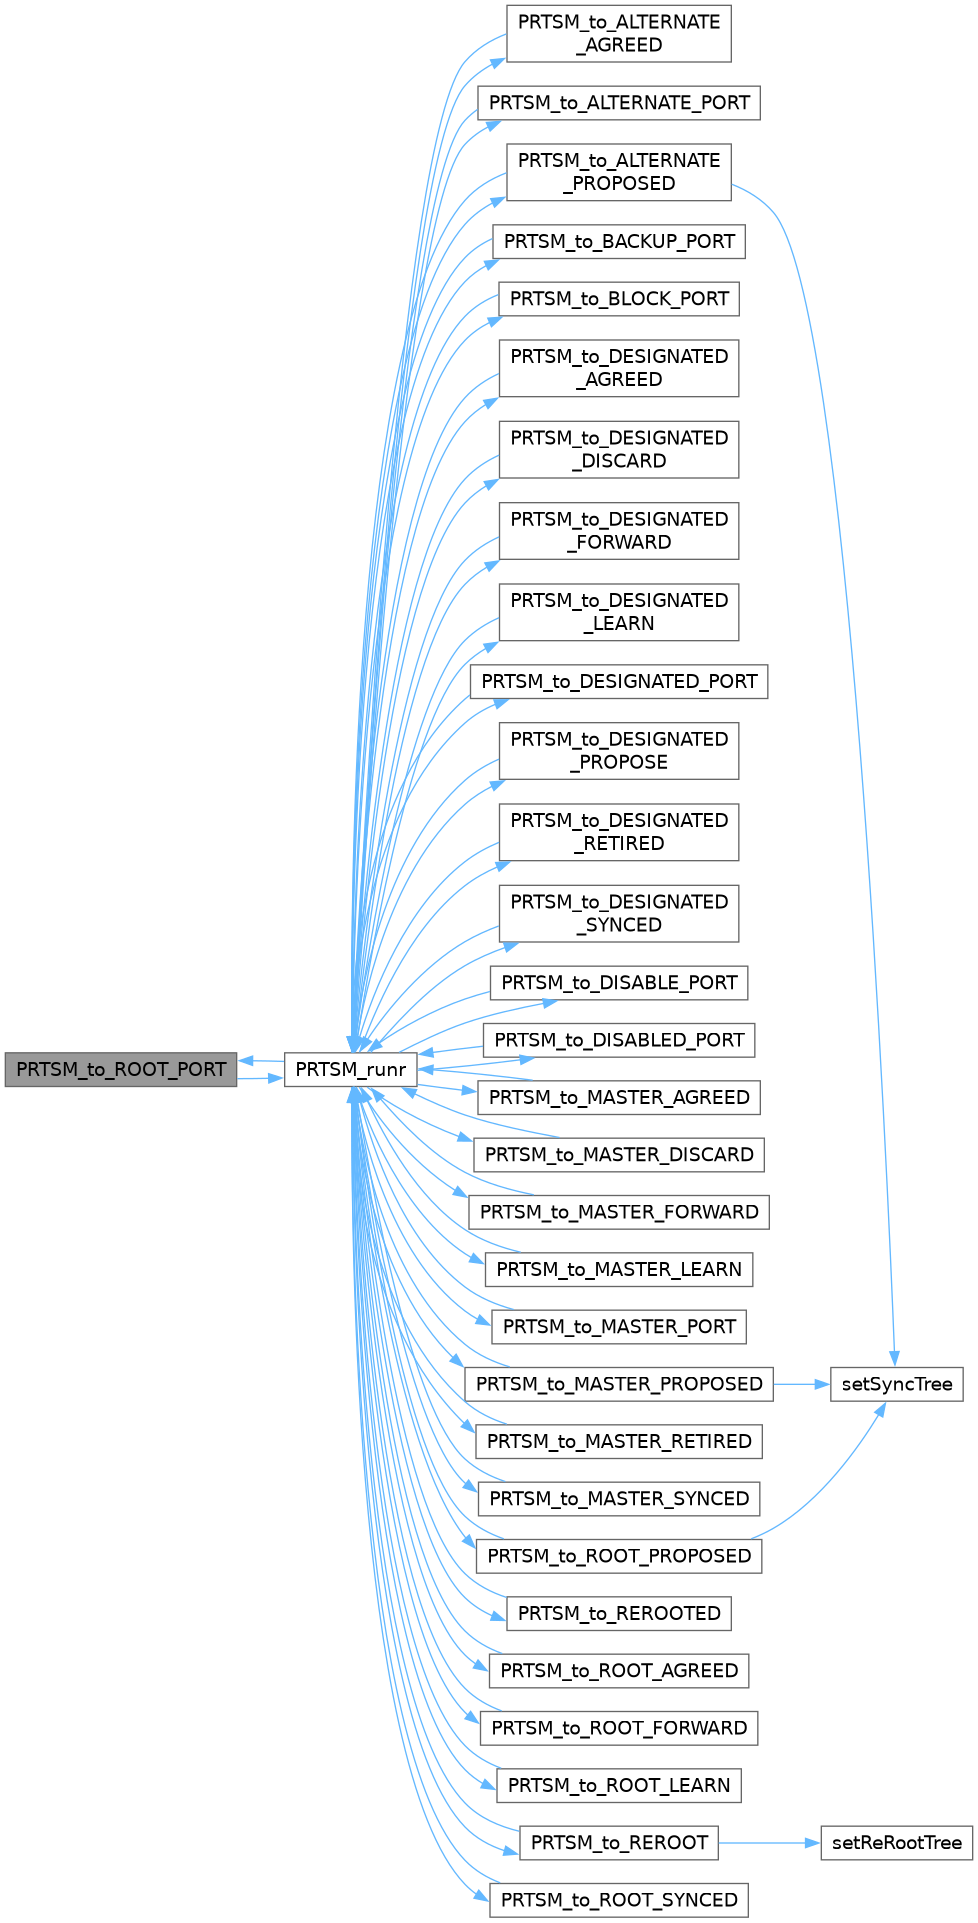 PRTSM_to_ALTERNATE
_AGREED
PRTSM_to_ALTERNATE_PORT
PRTSM_to_ALTERNATE
_PROPOSED
PRTSM_to_BACKUP_PORT
PRTSM_to_BLOCK_PORT
PRTSM_to_DESIGNATED
_AGREED
PRTSM_to_DESIGNATED
_DISCARD
PRTSM_to_DESIGNATED
_FORWARD
PRTSM_to_DESIGNATED
_LEARN
PRTSM_to_DESIGNATED_PORT
PRTSM_to_DESIGNATED
_PROPOSE
PRTSM_to_DESIGNATED
_RETIRED
PRTSM_to_DESIGNATED
_SYNCED
PRTSM_to_DISABLE_PORT
PRTSM_to_DISABLED_PORT
PRTSM_to_ROOT_PORT
PRTSM_runr
PRTSM_to_MASTER_AGREED
PRTSM_to_MASTER_DISCARD
PRTSM_to_MASTER_FORWARD
PRTSM_to_MASTER_LEARN
PRTSM_to_MASTER_PORT
PRTSM_to_MASTER_PROPOSED
setSyncTree
PRTSM_to_MASTER_RETIRED
PRTSM_to_MASTER_SYNCED
PRTSM_to_ROOT_PROPOSED
PRTSM_to_REROOTED
PRTSM_to_ROOT_AGREED
PRTSM_to_ROOT_FORWARD
PRTSM_to_ROOT_LEARN
PRTSM_to_REROOT
setReRootTree
PRTSM_to_ROOT_SYNCED